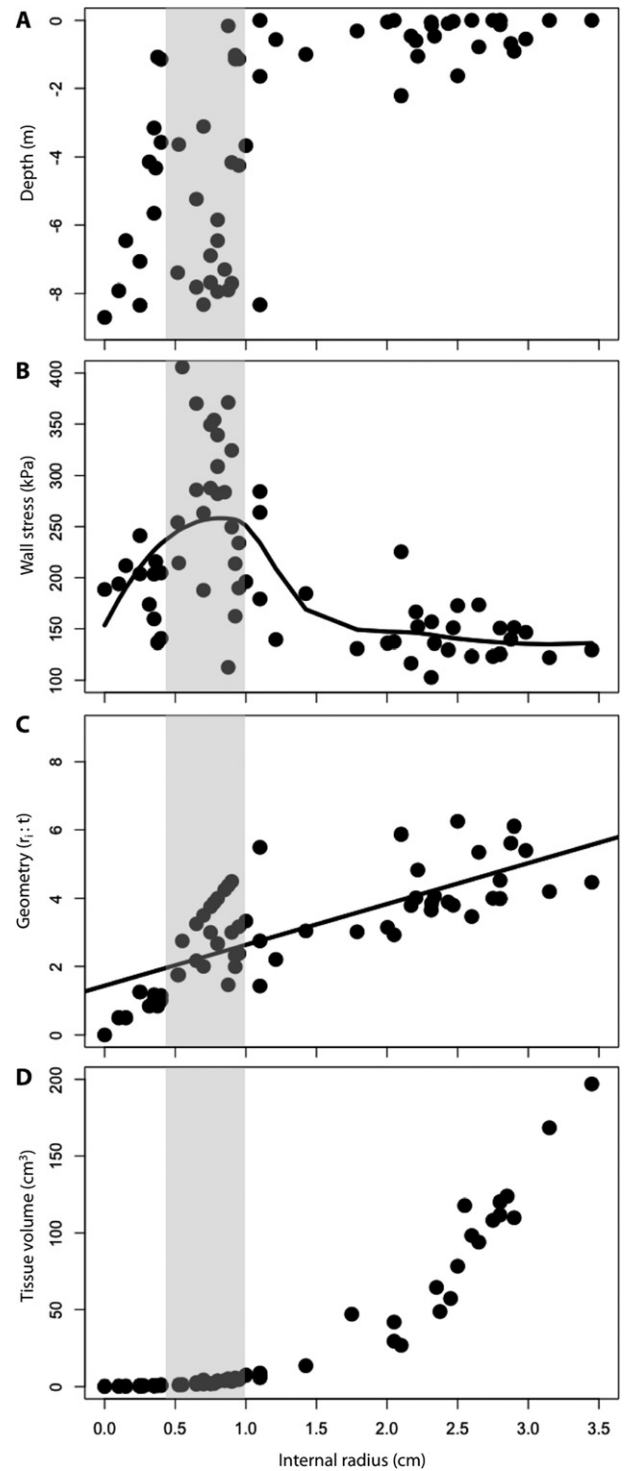 A
0
-2
-4
-6
-8
Depth (m)
B
400
350
300
250
200
150
100
Wall stress (kPa)
C
8
6
4
2
0
Geometry (rᵢ : t)
D
200
150
100
50
0
Tissue volume (cm³)
0.0 0.5 1.0 1.5 2.0 2.5 3.0 3.5
Internal radius (cm)